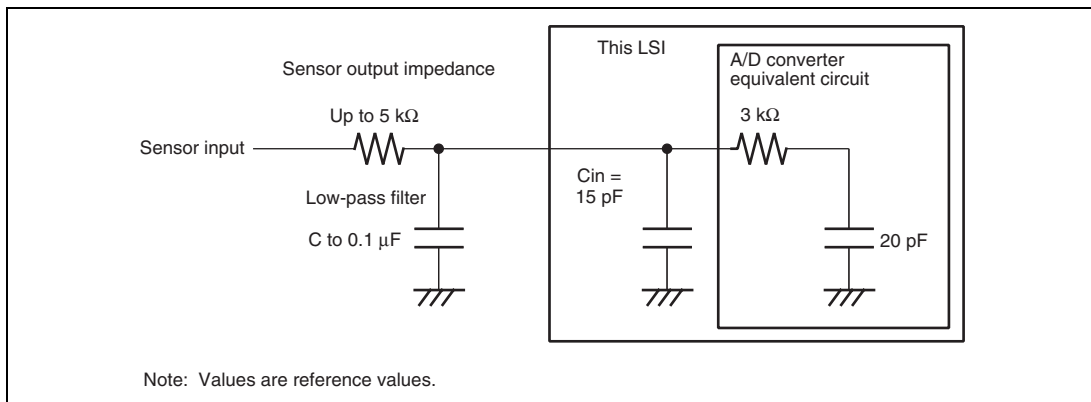 This LSI
A/D converter
equivalent circuit
Sensor output impedance
Up to 5 kΩ
3 kΩ
Sensor input
Cin =
15 pF
Low-pass filter
C to 0.1 μF
20 pF
Note: Values are reference values.